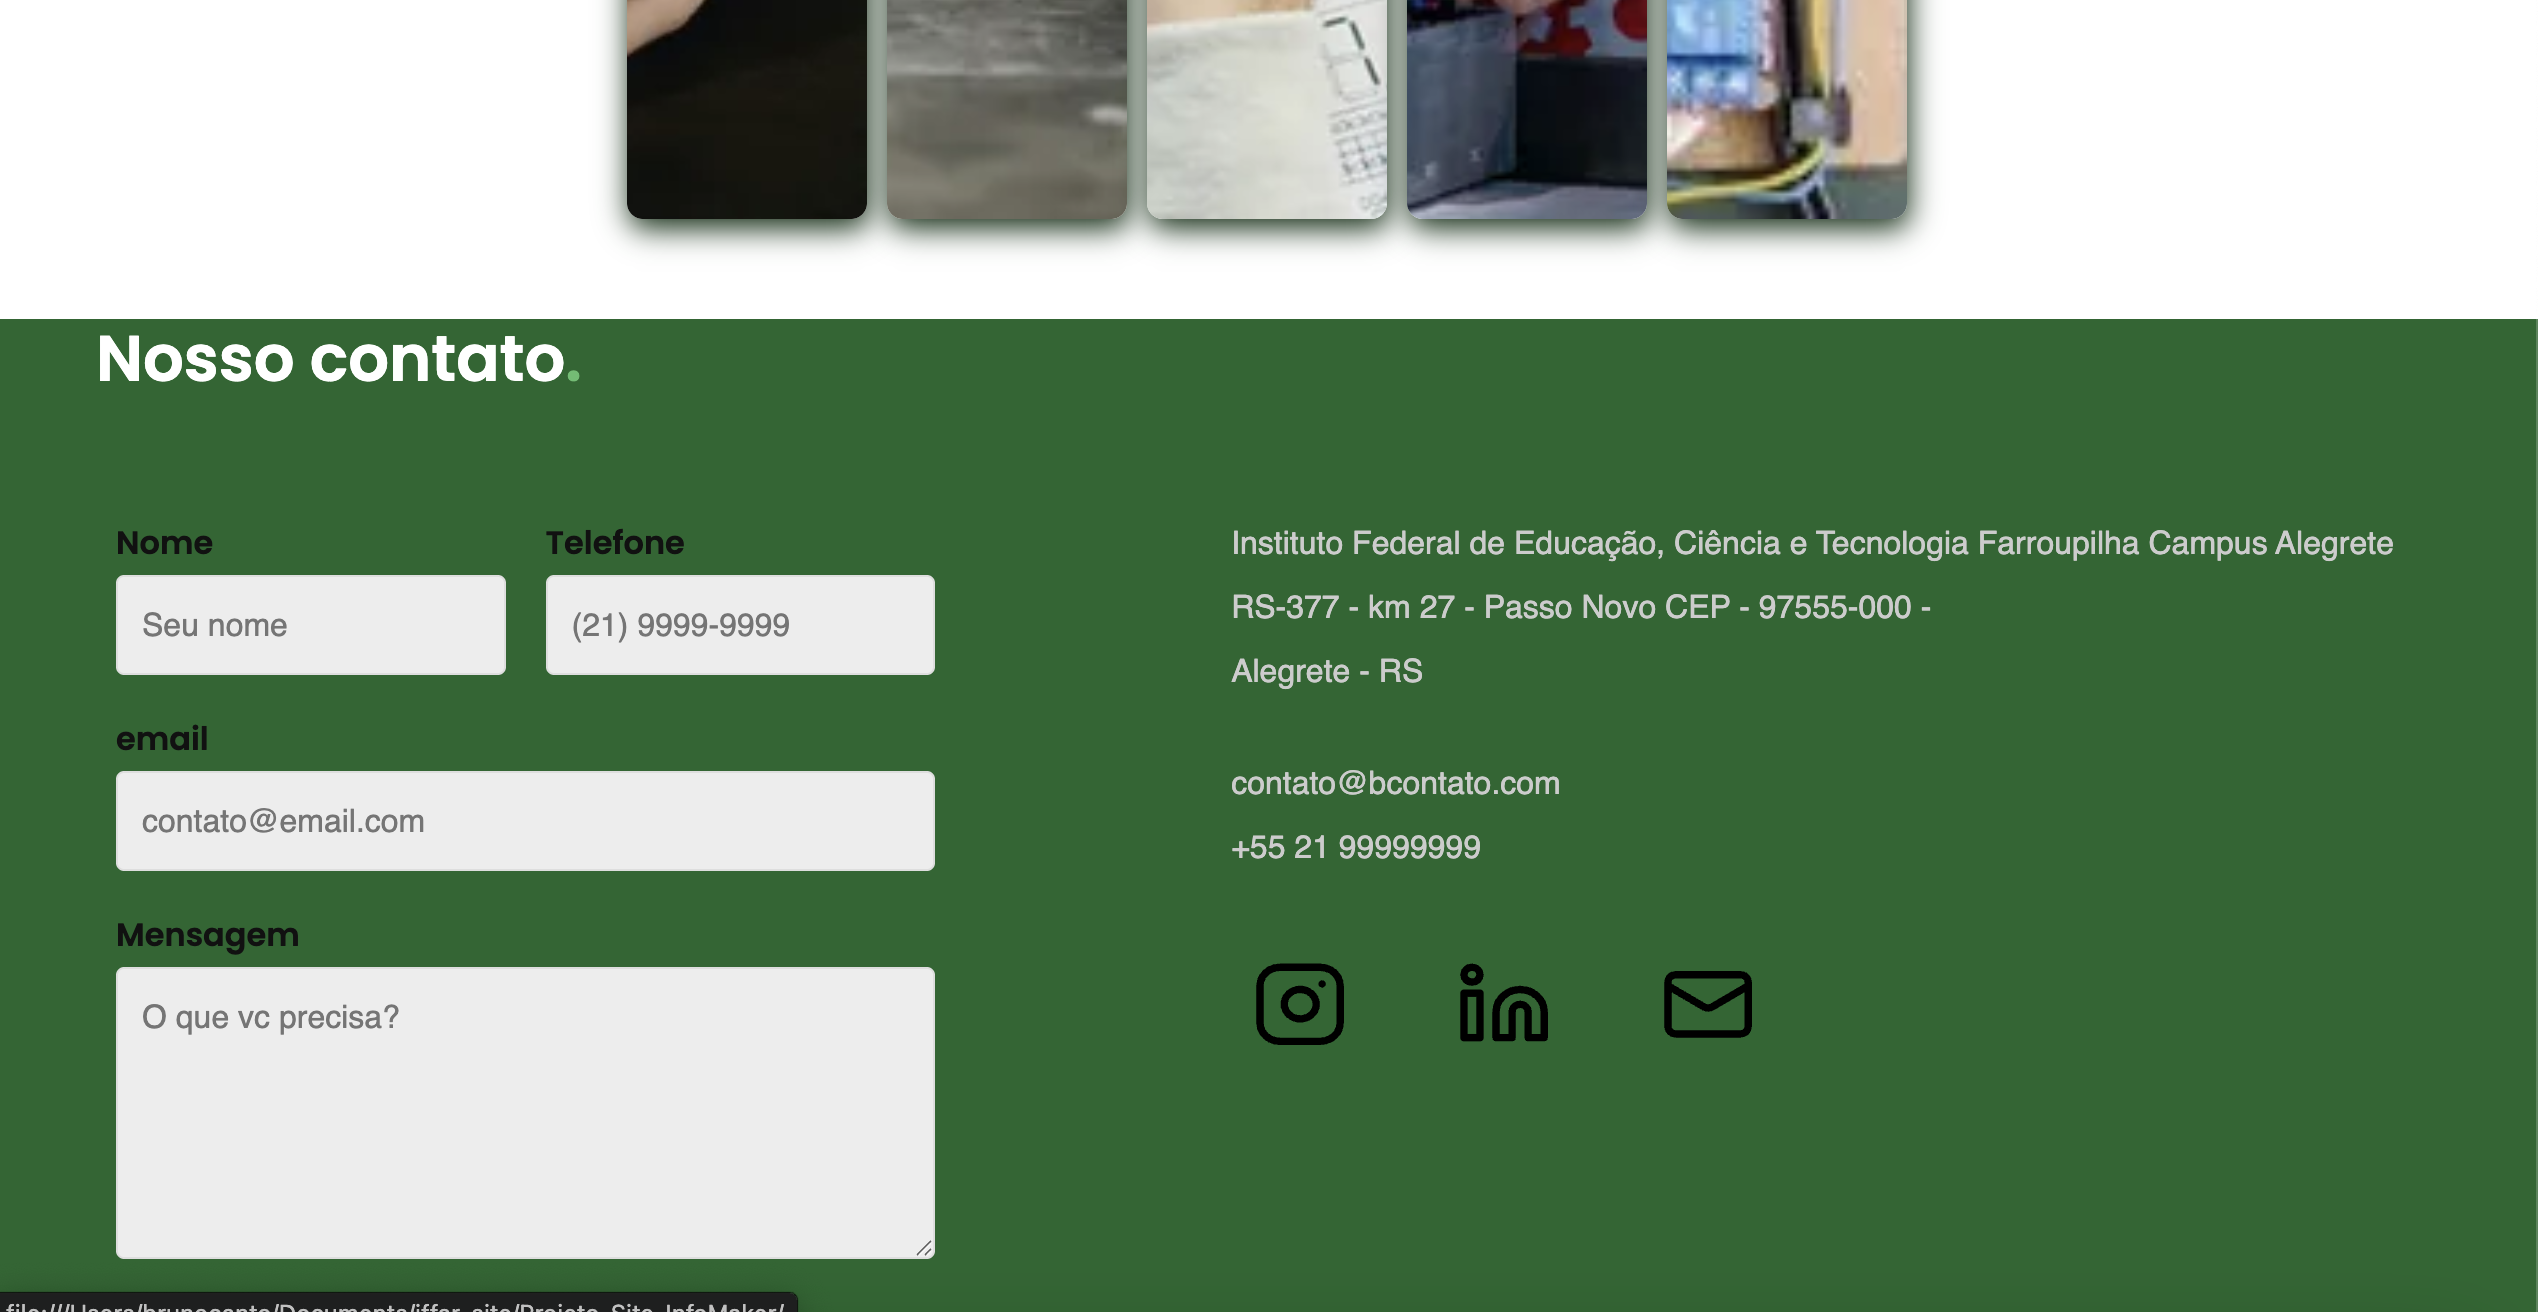 Nosso contato.
Nome
Telefone
Seu nome
(21) 9999-9999
email
contato@email.com
Mensagem
O que vc precisa?
Instituto Federal de Educação, Ciência e Tecnologia Farroupilha Campus Alegrete
RS-377 - km 27 - Passo Novo CEP - 97555-000 -
Alegrete - RS
contato@bcontato.com
+55 21 99999999
in